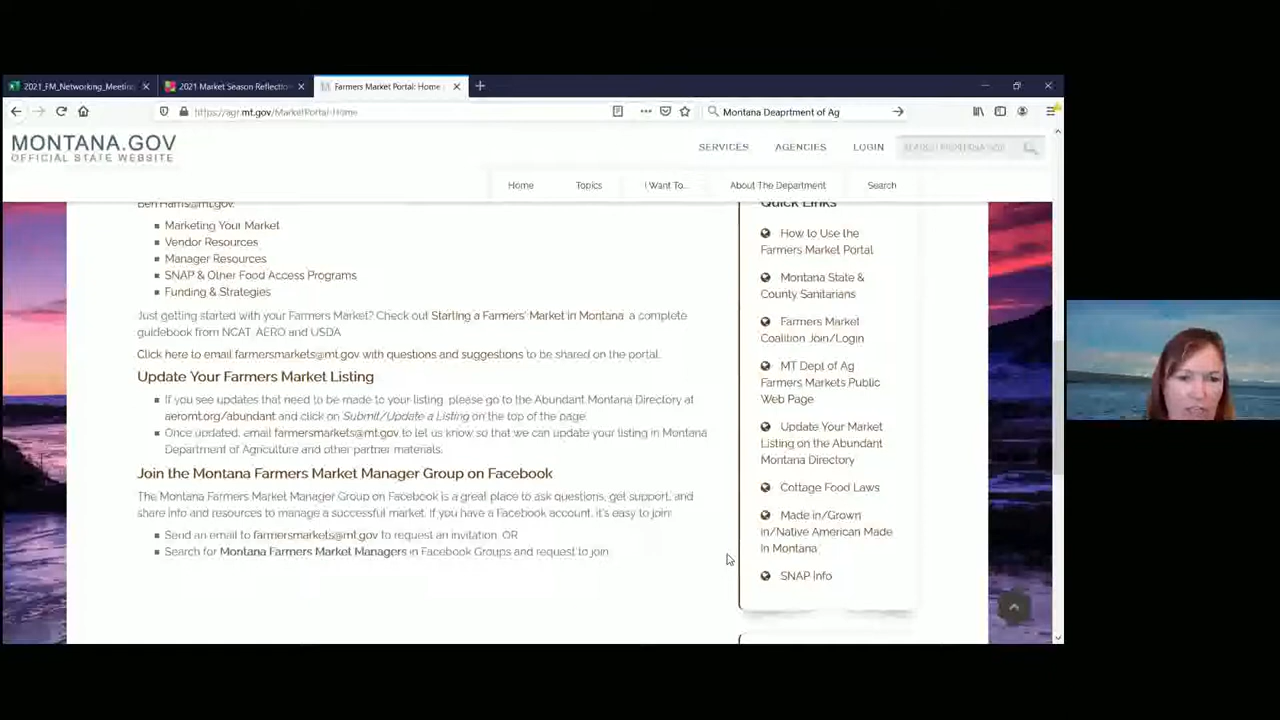 2021_FM_Networking_Meeting
2021 Market Season Reflection
Farmers Market Portal: Home
https://agr.mt.gov/MarketPortal-Home
Montana Deaprtment of Ag
MONTANA.GOV
OFFICIAL STATE WEBSITE
SERVICES
AGENCIES
LOGIN
SEARCH MONTANA.GOV
Home
Topics
I Want To...
About The Department
Search
Ben.Harris@mt.gov.
Marketing Your Market
Vendor Resources
Manager Resources
SNAP & Other Food Access Programs
Funding & Strategies
Just getting started with your Farmers Market? Check out Starting a Farmers' Market in Montana, a complete
guidebook from NCAT, AERO and USDA
Click here to email farmersmarkets@mt.gov with questions and suggestions to be shared on the portal.
Update Your Farmers Market Listing
If you see updates that need to be made to your listing, please go to the Abundant Montana Directory at
aeromt.org/abundant and click on Submit/Update a Listing on the top of the page.
Once updated, email farmersmarkets@mt.gov to let us know so that we can update your listing in Montana
Department of Agriculture and other partner materials.
Join the Montana Farmers Market Manager Group on Facebook
The Montana Farmers Market Manager Group on Facebook is a great place to ask questions, get support, and
share info and resources to manage a successful market. If you have a Facebook account, it's easy to join:
Send an email to farmersmarkets@mt.gov to request an invitation OR
Search for Montana Farmers Market Managers in Facebook Groups and request to join
Quick Links
How to Use the
Farmers Market Portal
Montana State &
County Sanitarians
Farmers Market
Coalition Join/Login
MT Dept of Ag
Farmers Markets Public
Web Page
Update Your Market
Listing on the Abundant
Montana Directory
Cottage Food Laws
Made in/Grown
in/Native American Made
In Montana
SNAP Info